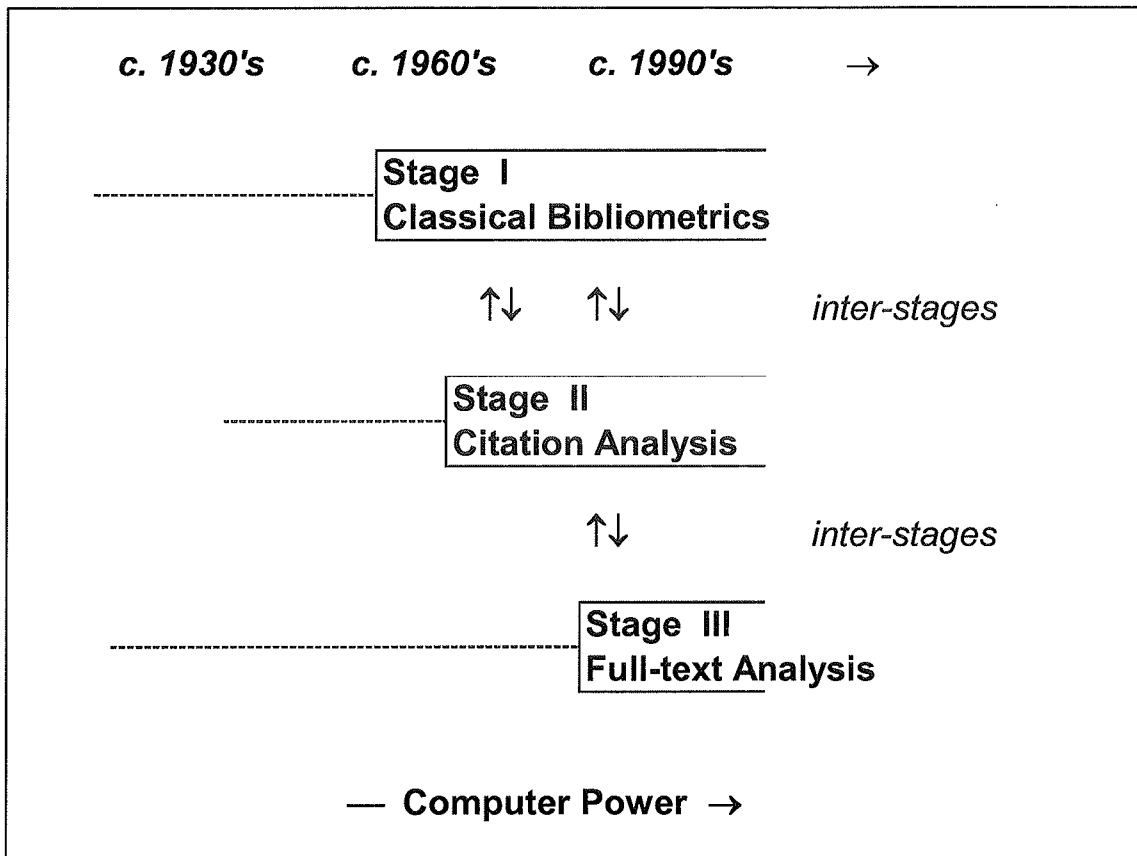 c. 1930's c. 1960's c. 1990's →
Stage I
Classical Bibliometrics
↑↓ ↑↓ inter-stages
Stage II
Citation Analysis
↑↓ inter-stages
Stage III
Full-text Analysis
— Computer Power →